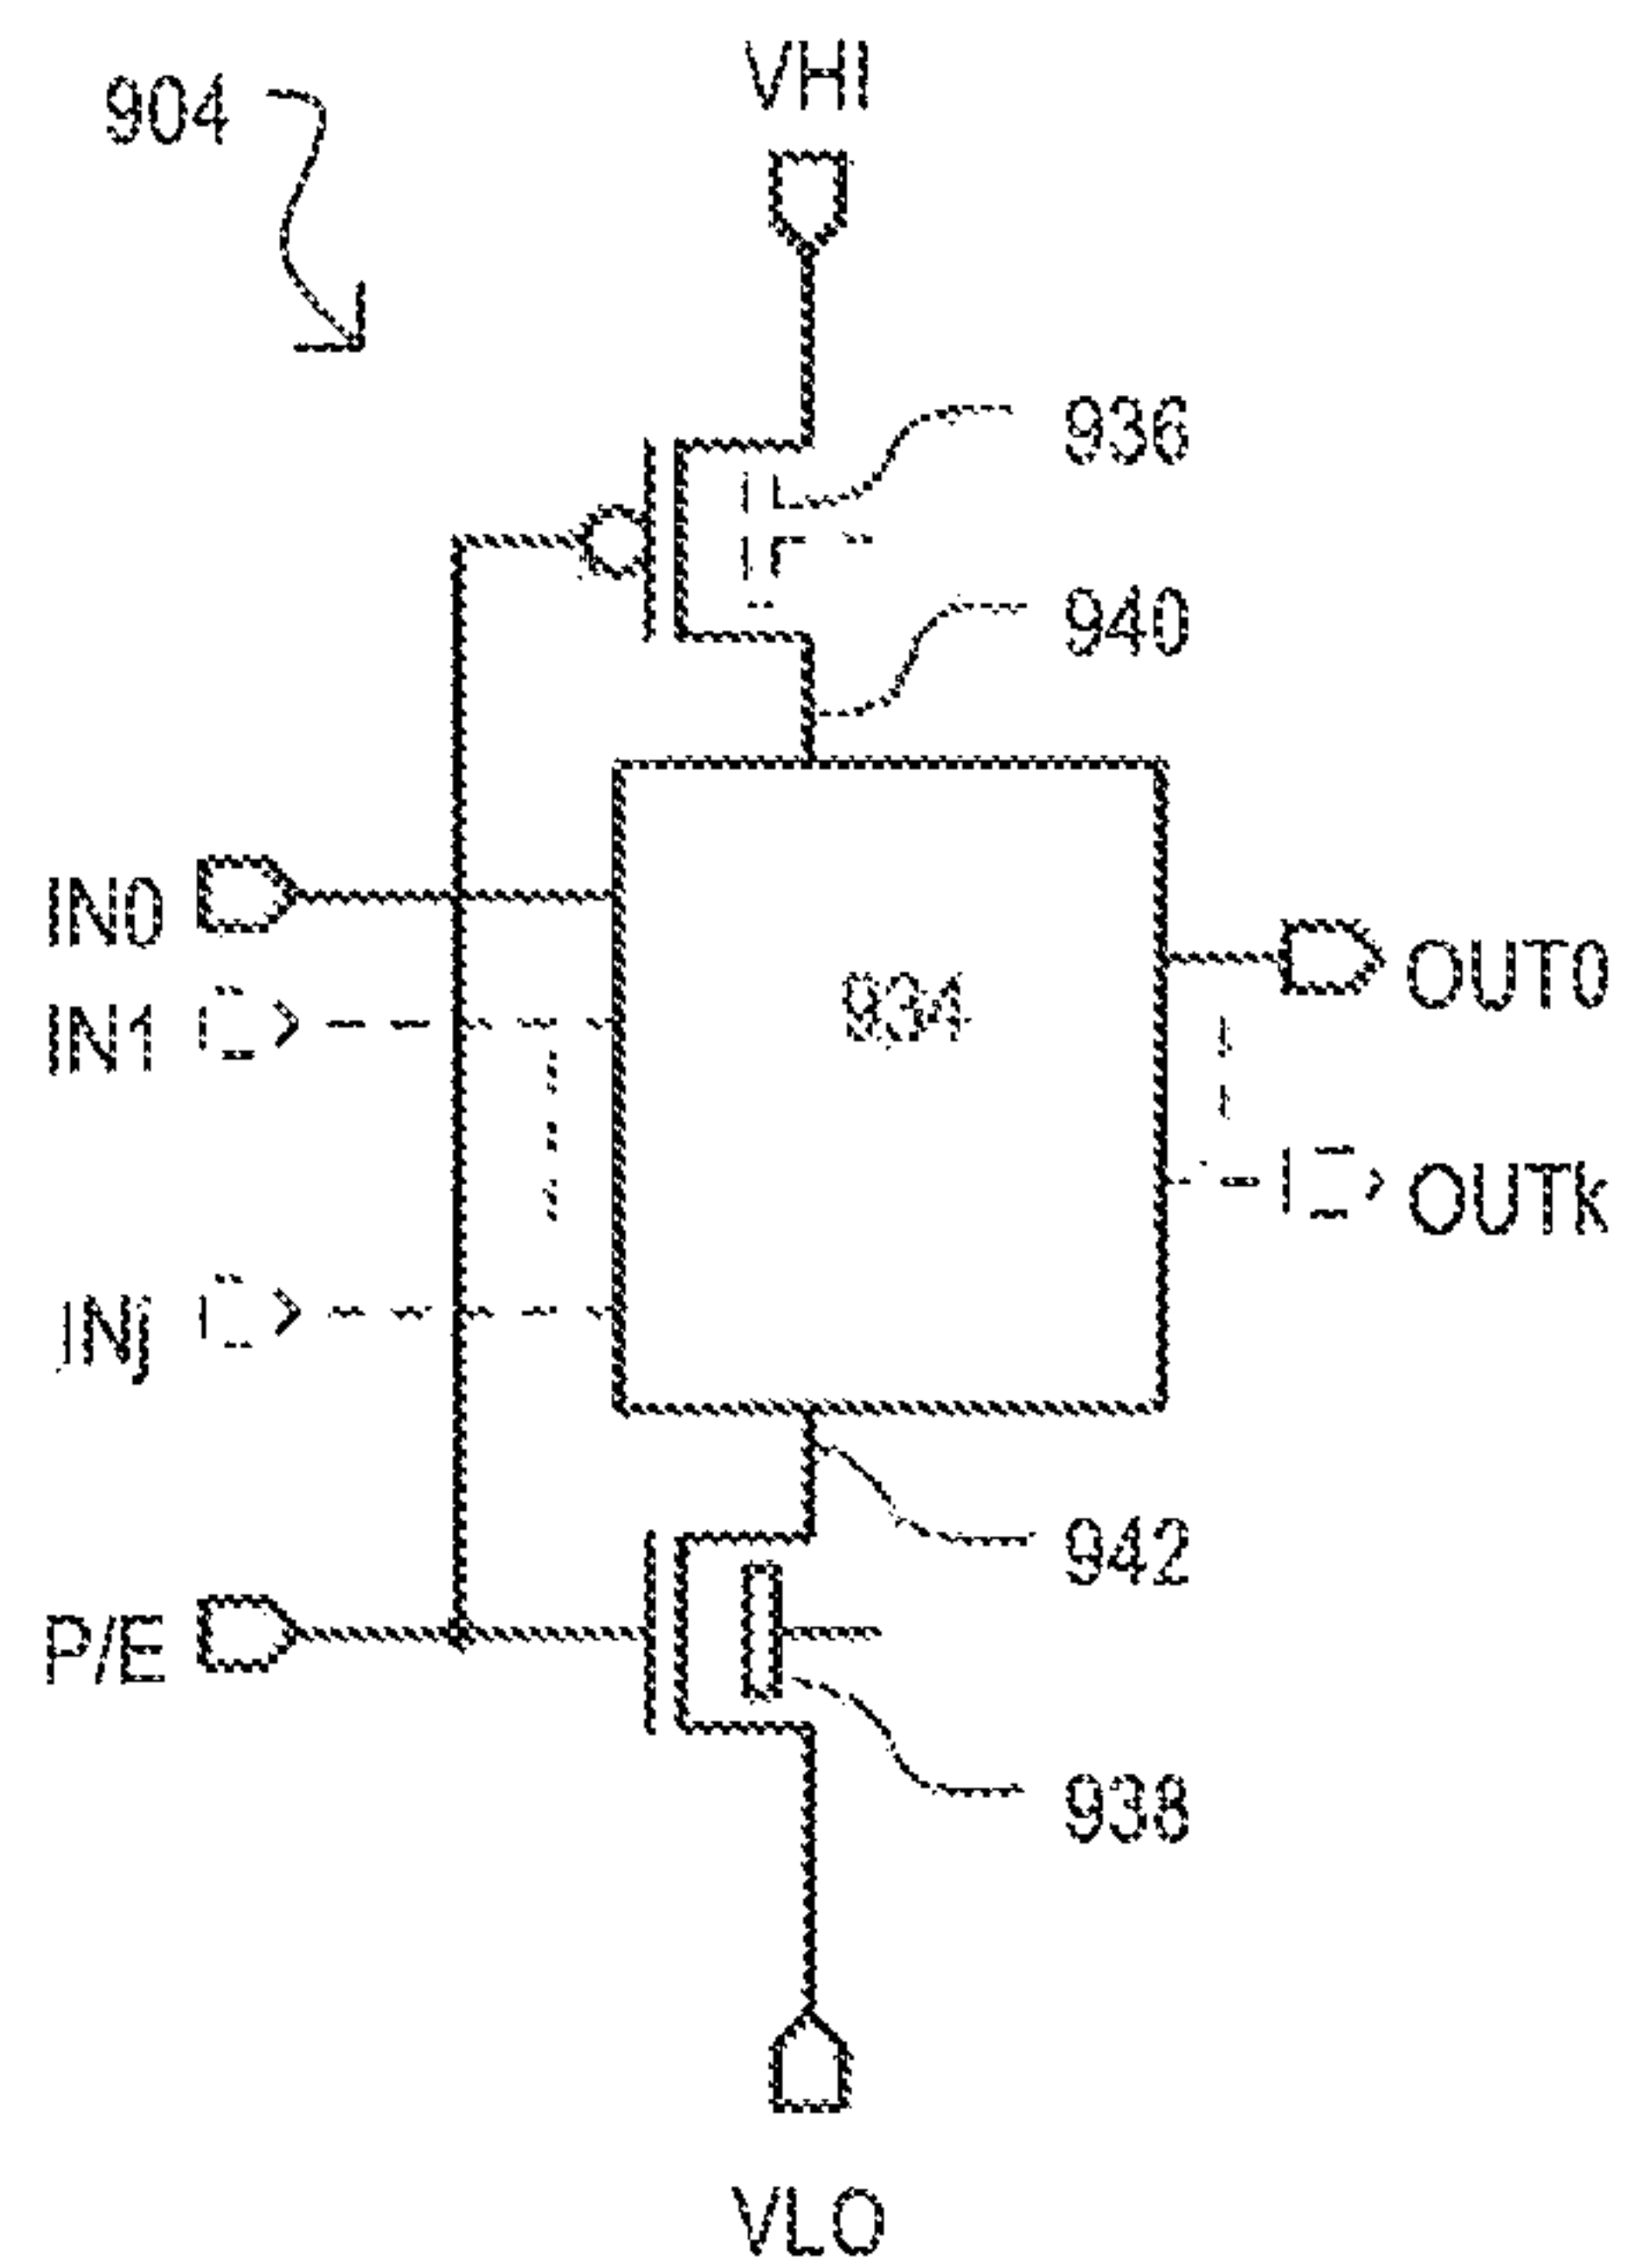 904
VHI
936
940
IN0
934
OUT0
IN1
OUTk
INj
942
P/E
938
VLO